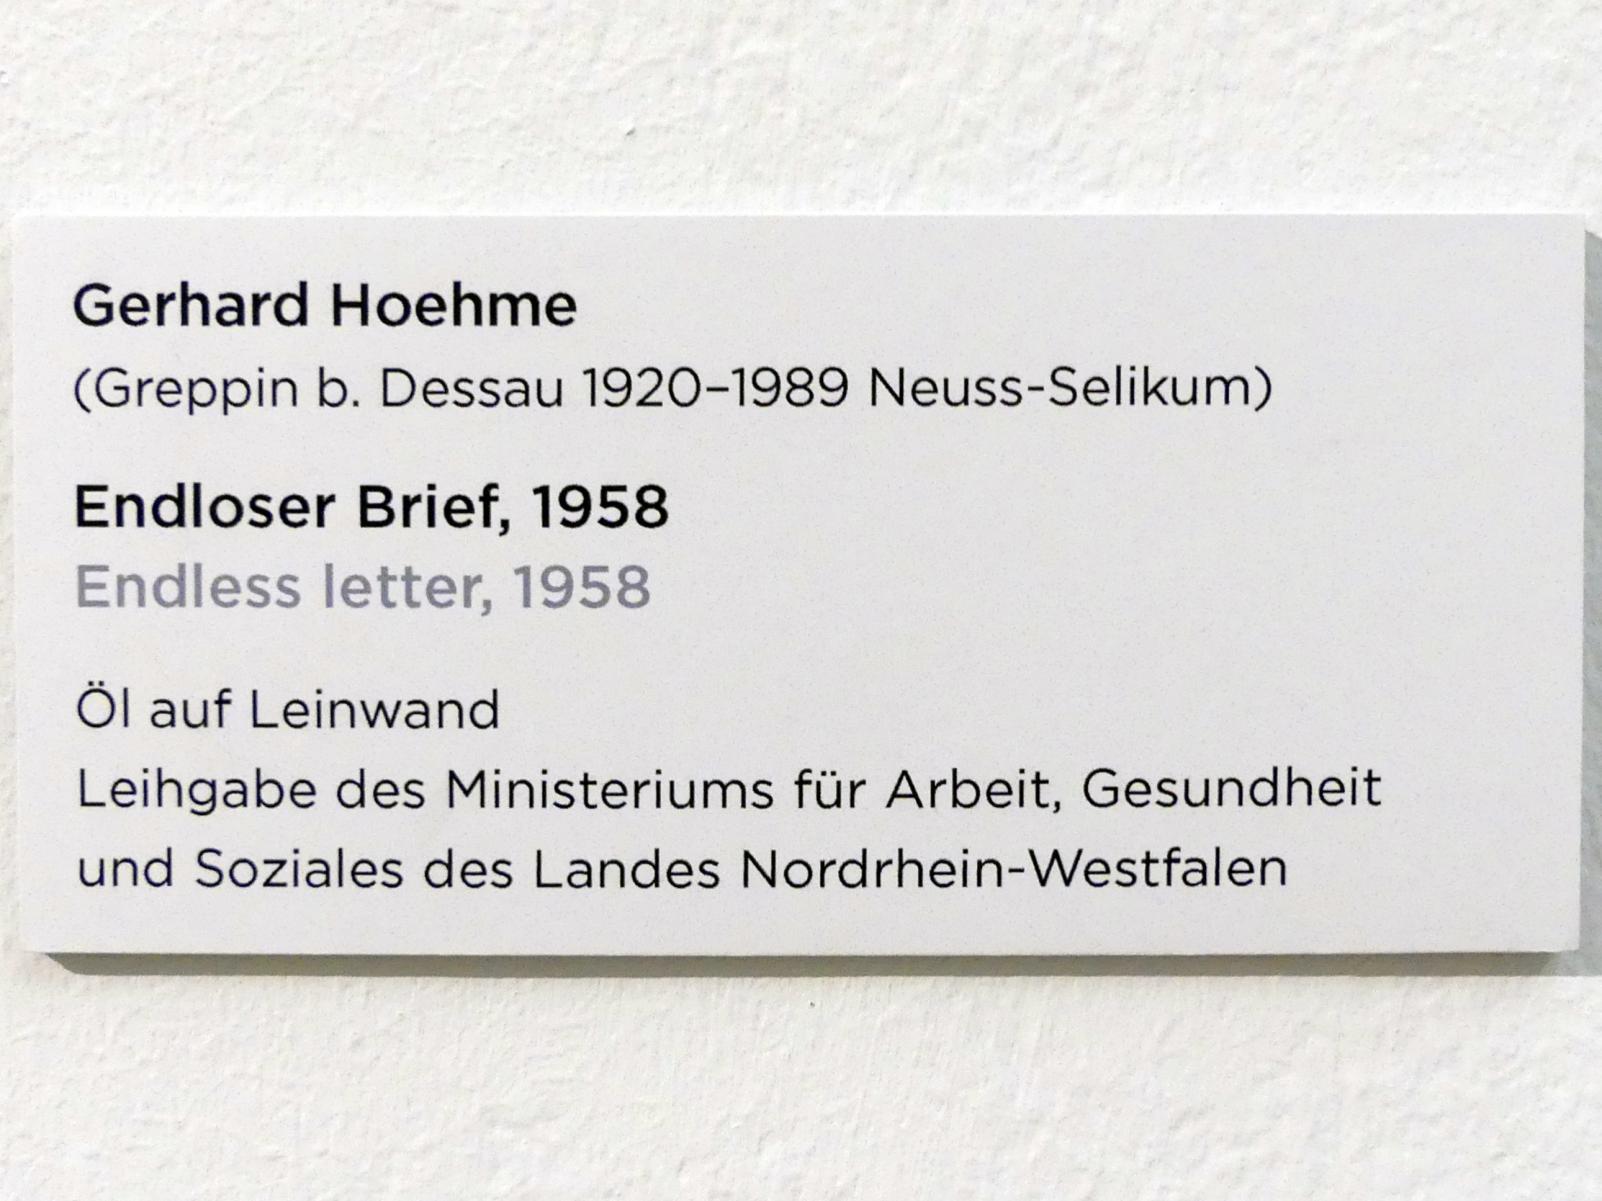 Gerhard Hoehme
(Greppin b. Dessau 1920–1989 Neuss-Selikum)
Endloser Brief, 1958
Endless letter, 1958
Öl auf Leinwand
Leihgabe des Ministeriums für Arbeit, Gesundheit
und Soziales des Landes Nordrhein-Westfalen